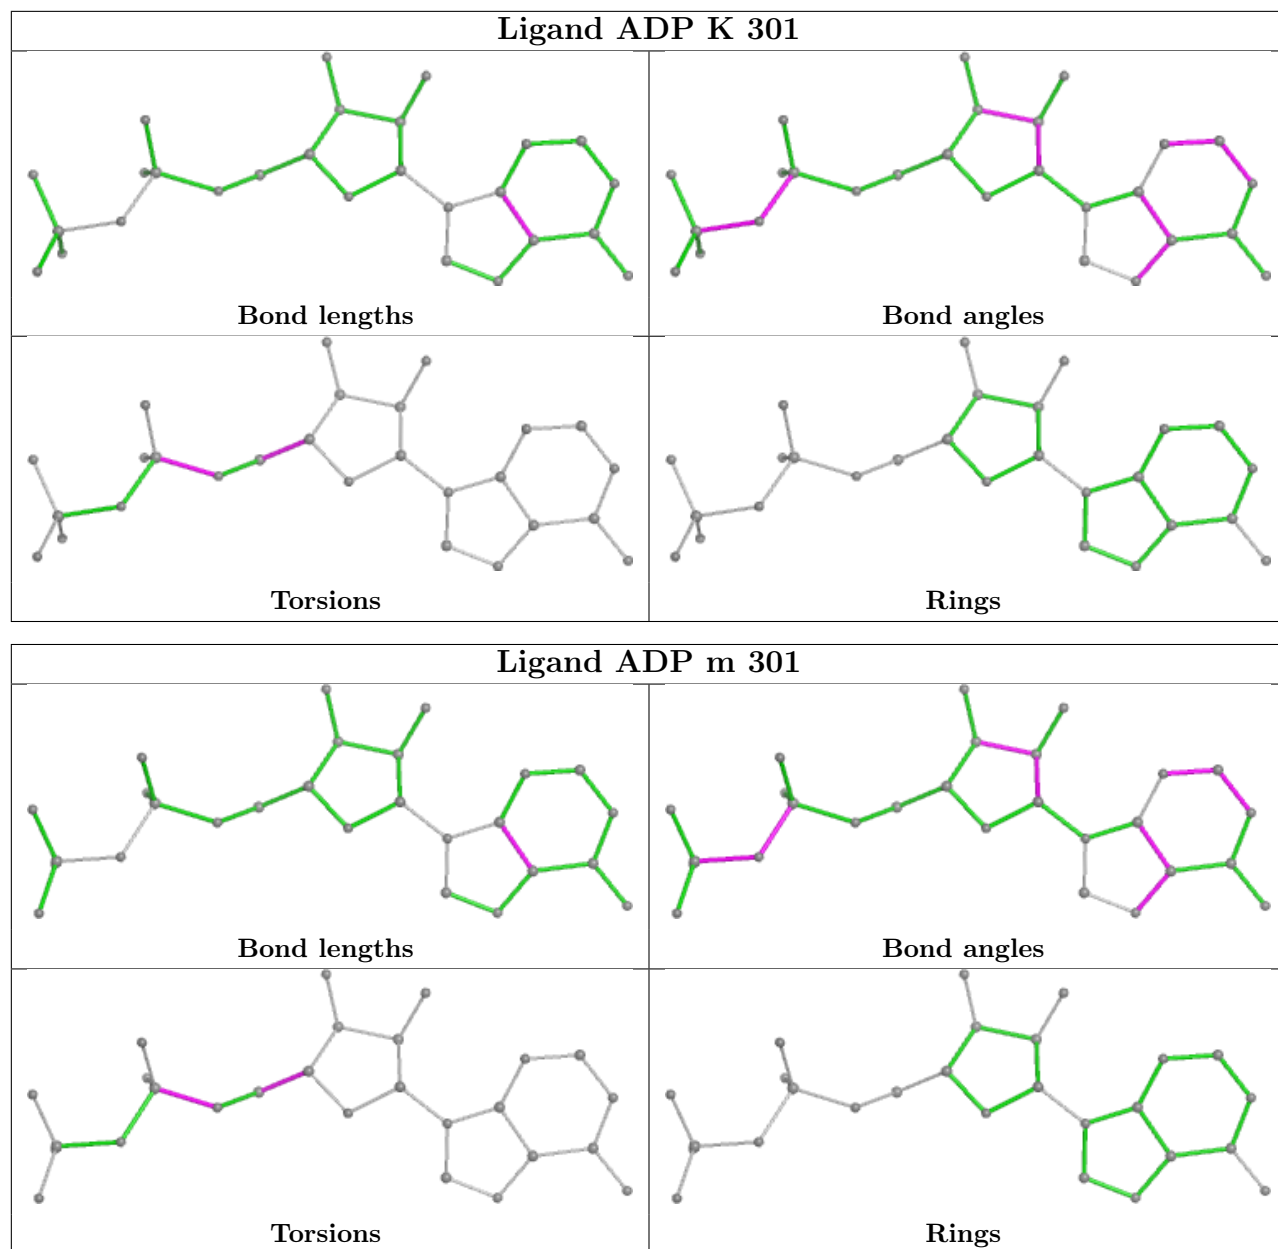 Ligand ADP K 301
Bond lengths
Bond angles
Torsions
Rings
Ligand ADP m 301
Bond lengths
Bond angles
Torsions
Rings